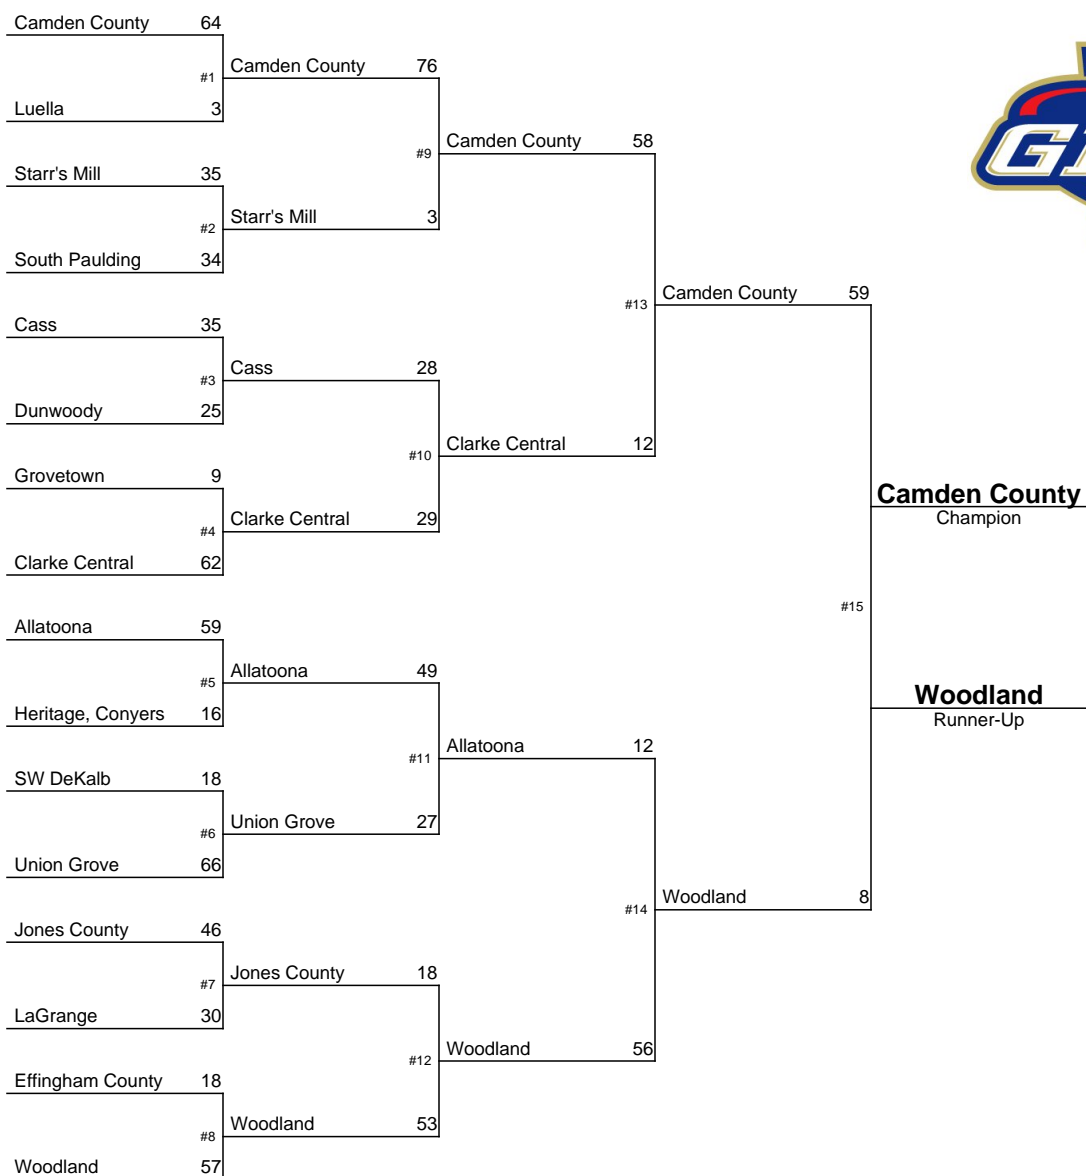 Camden County 64
#1 Camden County 76
Luella 3
#9 Camden County 58
Starr's Mill 35
#2 Starr's Mill 3
South Paulding 34
#13 Camden County 59
Cass 35
#3 Cass 28
Dunwoody 25
#10 Clarke Central 12
Grovetown 9
#4 Clarke Central 29
Clarke Central 62
Camden County
Champion
#15
Allatoona 59
#5 Allatoona 49
Heritage, Conyers 16
Woodland
Runner-Up
#11 Allatoona 12
SW DeKalb 18
#6 Union Grove 27
Union Grove 66
#14 Woodland 8
Jones County 46
#7 Jones County 18
LaGrange 30
#12 Woodland 56
Effingham County 18
#8 Woodland 53
Woodland 57